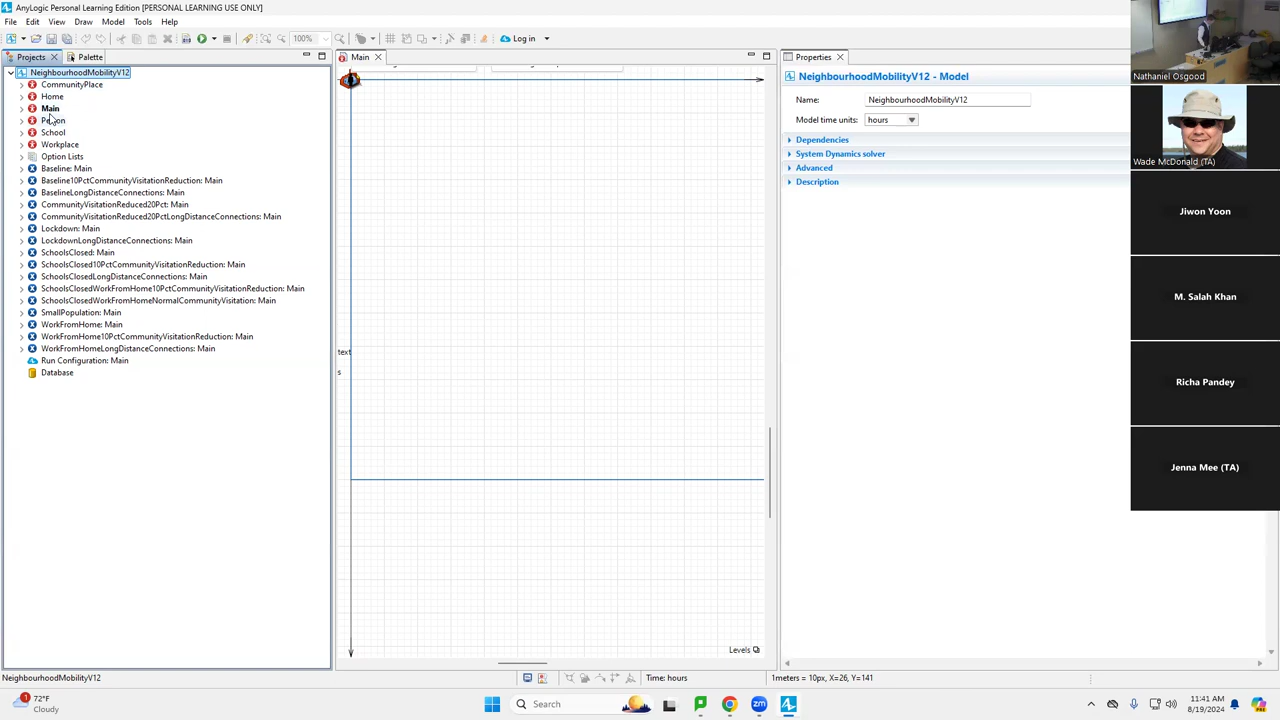 AnyLogic Personal Learning Edition [PERSONAL LEARNING USE ONLY]
File Edit View Draw Model Tools Help
100%
Log in
Projects
Palette
Main
Properties
NeighbourhoodMobilityV12
CommunityPlace
Home
Main
Person
School
Workplace
Option Lists
Baseline: Main
Baseline10PctCommunityVisitationReduction: Main
BaselineLongDistanceConnections: Main
CommunityVisitationReduced20Pct: Main
CommunityVisitationReduced20PctLongDistanceConnections: Main
Lockdown: Main
LockdownLongDistanceConnections: Main
SchoolsClosed: Main
SchoolsClosed10PctCommunityVisitationReduction: Main
SchoolsClosedLongDistanceConnections: Main
SchoolsClosedWorkFromHome10PctCommunityVisitationReduction: Main
SchoolsClosedWorkFromHomeNormalCommunityVisitation: Main
SmallPopulation: Main
WorkFromHome: Main
WorkFromHome10PctCommunityVisitationReduction: Main
WorkFromHomeLongDistanceConnections: Main
Run Configuration: Main
Database
text
s
Levels
NeighbourhoodMobilityV12 - Model
Name: NeighbourhoodMobilityV12
Model time units: hours
Dependencies
System Dynamics solver
Advanced
Description
Nathaniel Osgood
Wade McDonald (TA)
Jiwon Yoon
M. Salah Khan
Richa Pandey
Jenna Mee (TA)
NeighbourhoodMobilityV12
Time: hours
1meters = 10px, X=26, Y=141
1
72°F
Cloudy
Search
zm
11:41 AM
8/19/2024